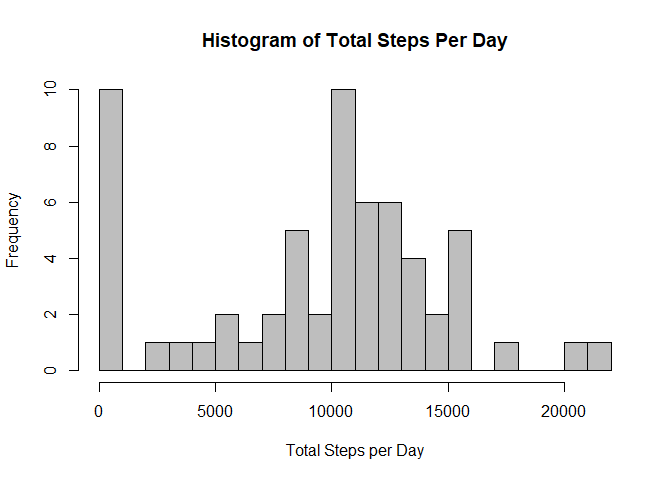 Histogram of Total Steps Per Day
Frequency
10
8
6
4
2
0
0 5000 10000 15000 20000
Total Steps per Day